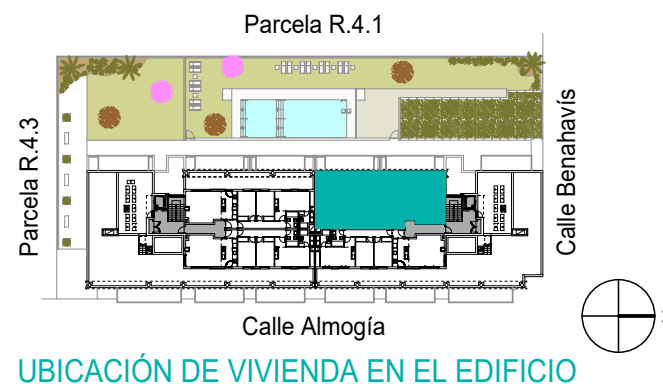 Parcela R.4.1
Parcela R.4.3
Calle Benahavís
Calle Almogía
UBICACIÓN DE VIVIENDA EN EL EDIFICIO